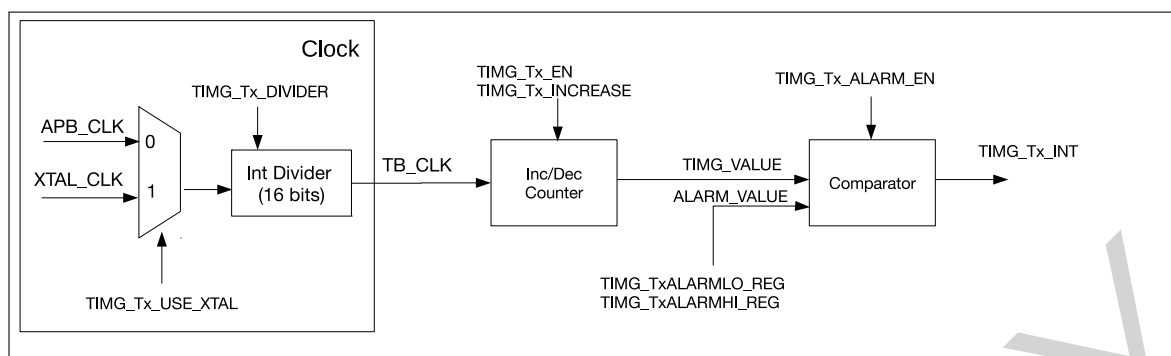 Clock
TIMG_Tx_EN
TIMG_Tx_INCREASE
TIMG_Tx_ALARM_EN
TIMG_Tx_DIVIDER
APB_CLK
0
XTAL_CLK
1
Int Divider
(16 bits)
TB_CLK
Inc/Dec
Counter
TIMG_VALUE
ALARM_VALUE
Comparator
TIMG_Tx_INT
TIMG_Tx_USE_XTAL
TIMG_TxALARMLO_REG
TIMG_TxALARMHI_REG